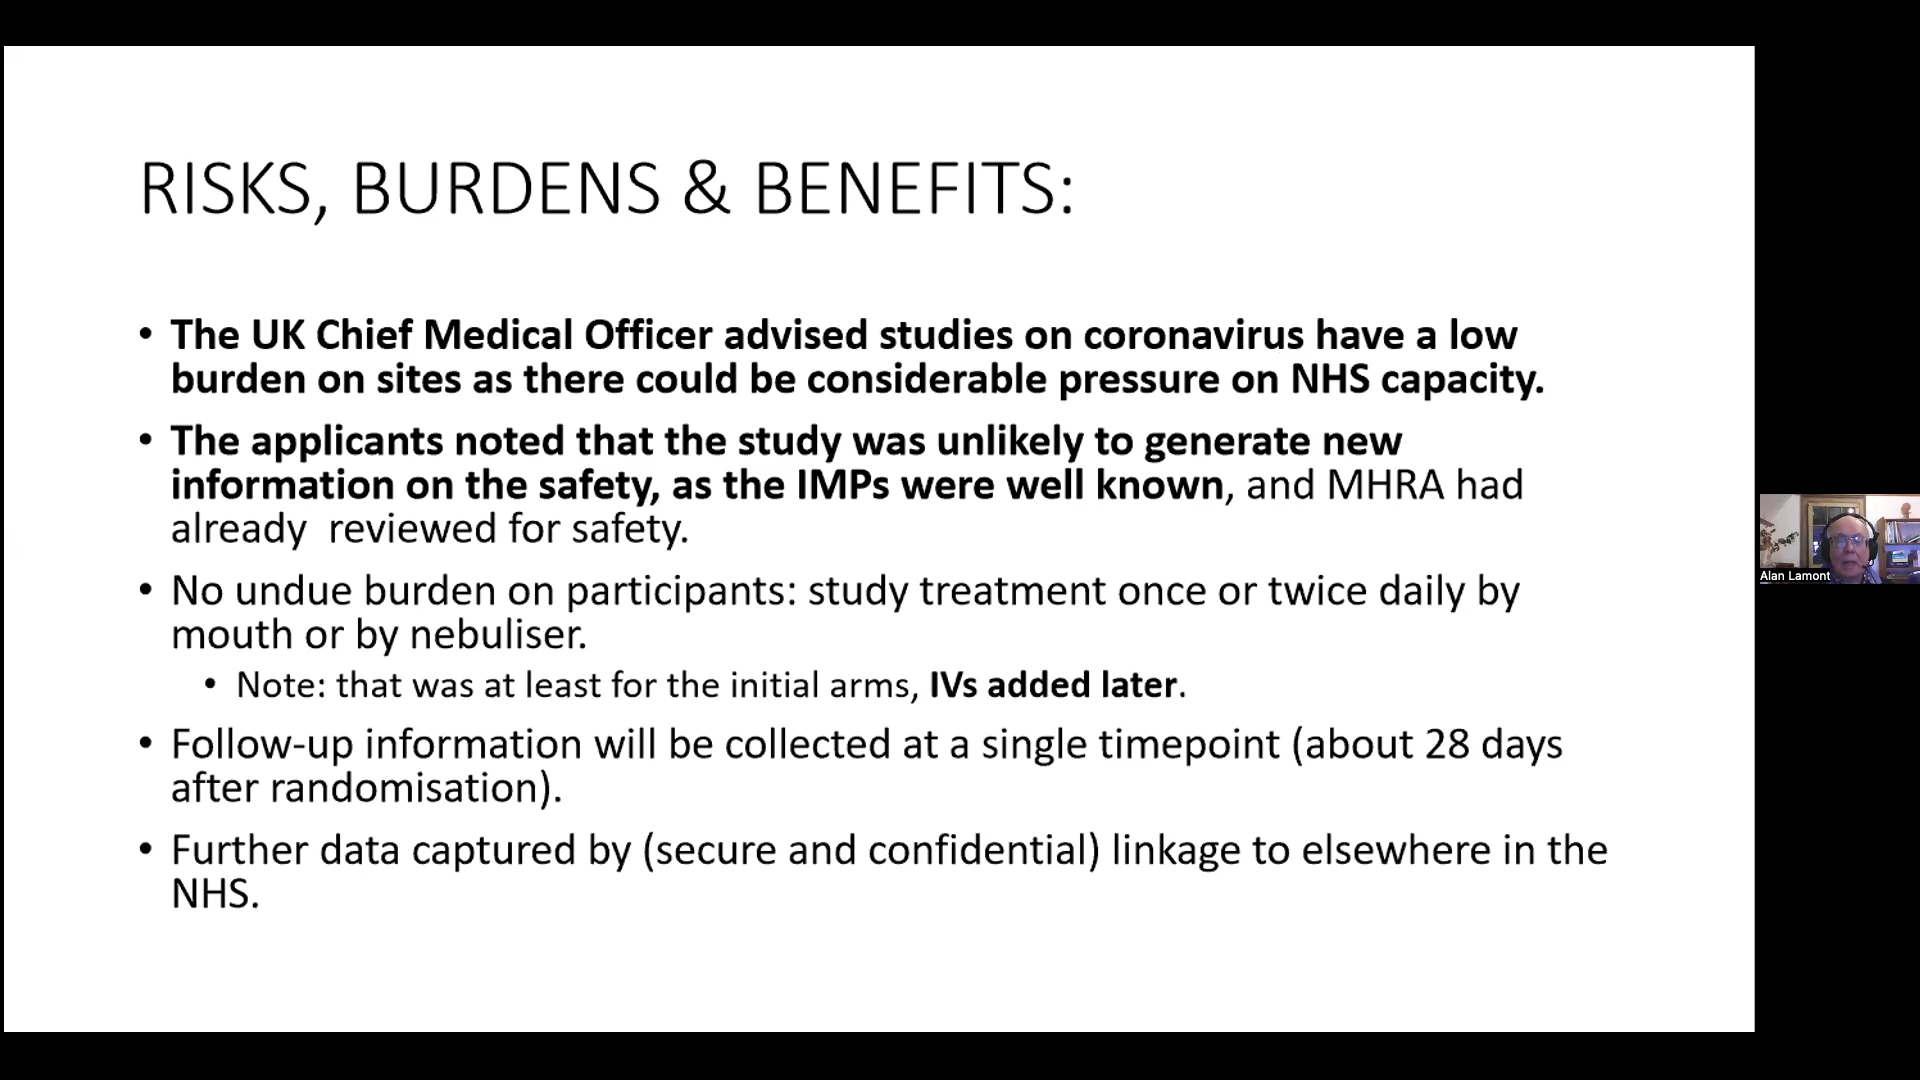 RISKS, BURDENS & BENEFITS:
• The UK Chief Medical Officer advised studies on coronavirus have a low
burden on sites as there could be considerable pressure on NHS capacity.
• The applicants noted that the study was unlikely to generate new
information on the safety, as the IMPs were well known, and MHRA had
already  reviewed for safety.
• No undue burden on participants: study treatment once or twice daily by
mouth or by nebuliser.
• Note: that was at least for the initial arms, IVs added later.
• Follow-up information will be collected at a single timepoint (about 28 days
after randomisation).
• Further data captured by (secure and confidential) linkage to elsewhere in the
NHS.
Alan Lamont